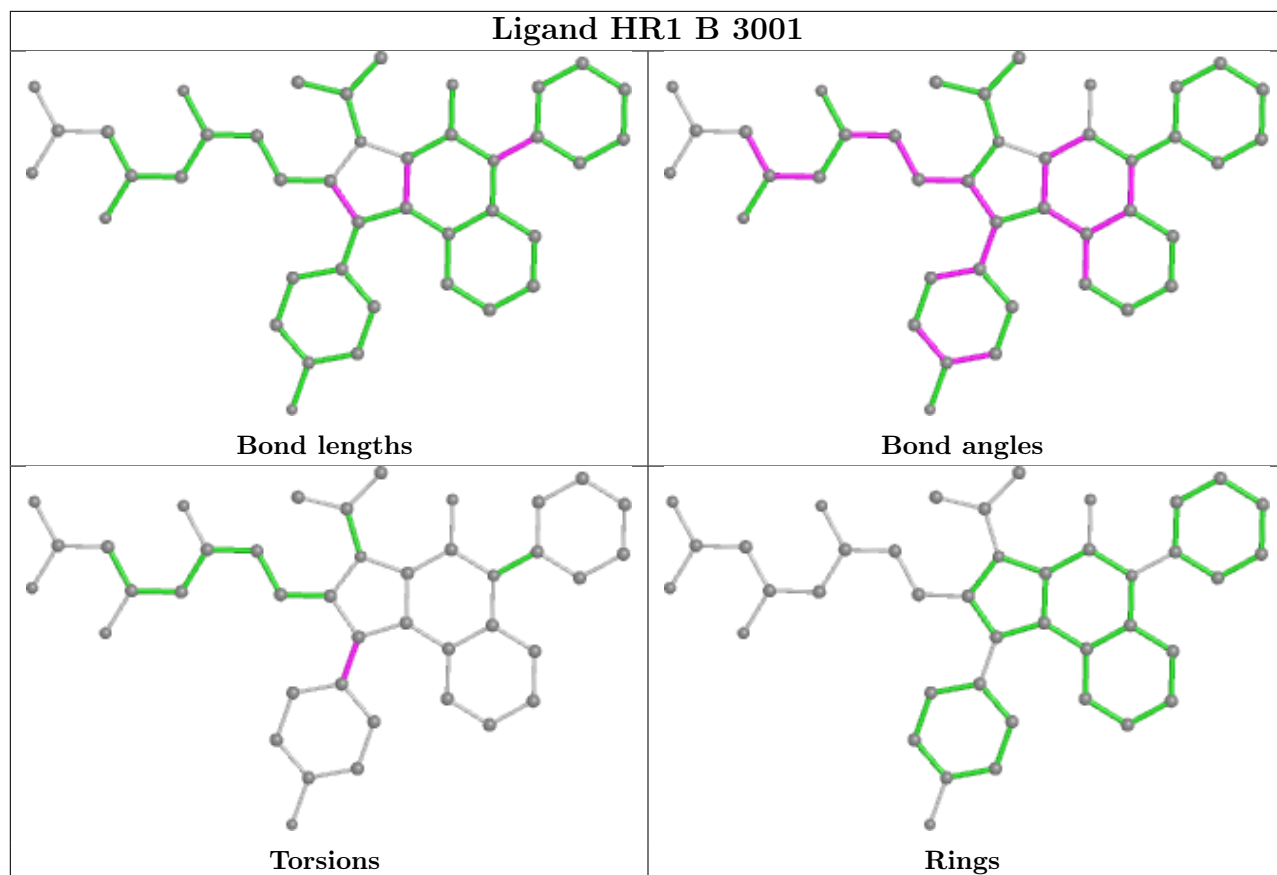 Ligand HR1 B 3001
Bond lengths
Bond angles
Torsions
Rings